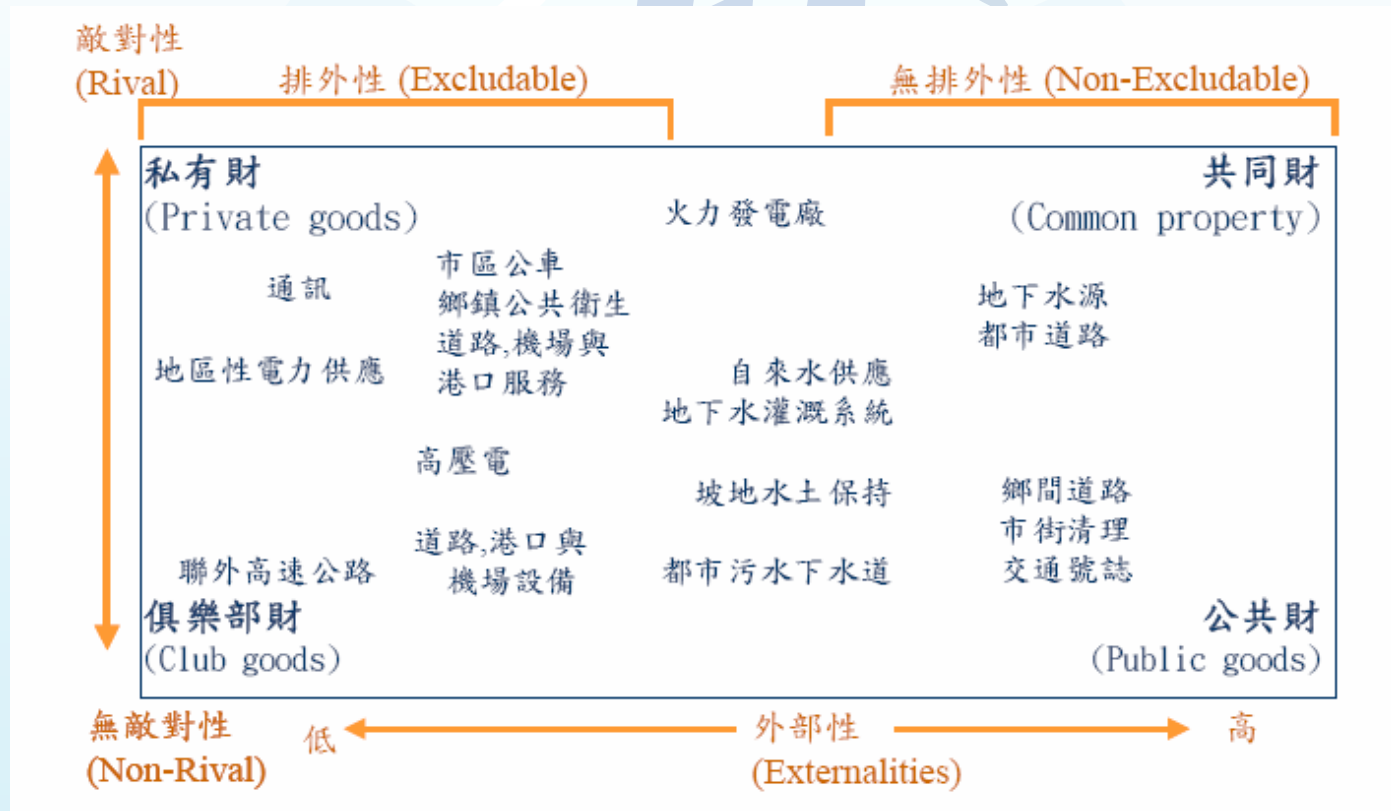 敵對性
(Rival)
排外性 (Excludable)
無排外性 (Non-Excludable)
私有財
(Private goods)
共同財
(Common property)
火力發電廠
通訊
市區公車
鄉鎮公共衛生
道路,機場與
港口服務
地下水源
都市道路
地區性電力供應
自來水供應
地下水灌溉系統
高壓電
坡地水土保持
鄉間道路
市街清理
交通號誌
道路,港口與
機場設備
聯外高速公路
都市污水下水道
俱樂部財
(Club goods)
公共財
(Public goods)
無敵對性
(Non-Rival)
低
外部性
(Externalities)
高